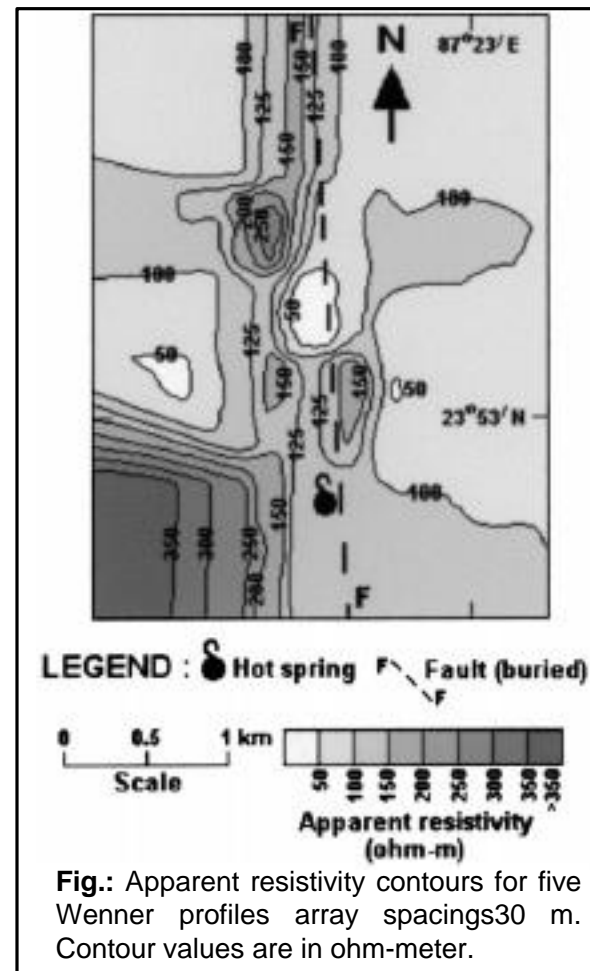 F
N
87°23'E
100
125
150
150
125
100
200
250
100
100
50
125
50
150
125
150
50
23°53'N
125
100
350
300
250
200
150
F
LEGEND : Hot spring F F Fault (buried)
0 0.5 1 km
Scale
50 100 150 200 250 300 350 >350
Apparent resistivity
(ohm-m)
Fig.: Apparent resistivity contours for five
Wenner profiles array spacings30 m.
Contour values are in ohm-meter.